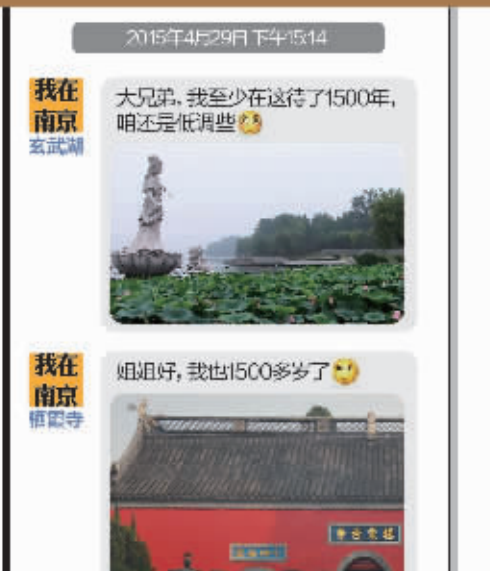 2015年4月29日 下午15:14
我在
南京
玄武湖
大兄弟，我至少在这待了1500年，
咱还是低调些
我在
南京
栖霞寺
姐姐好，我也1500多岁了